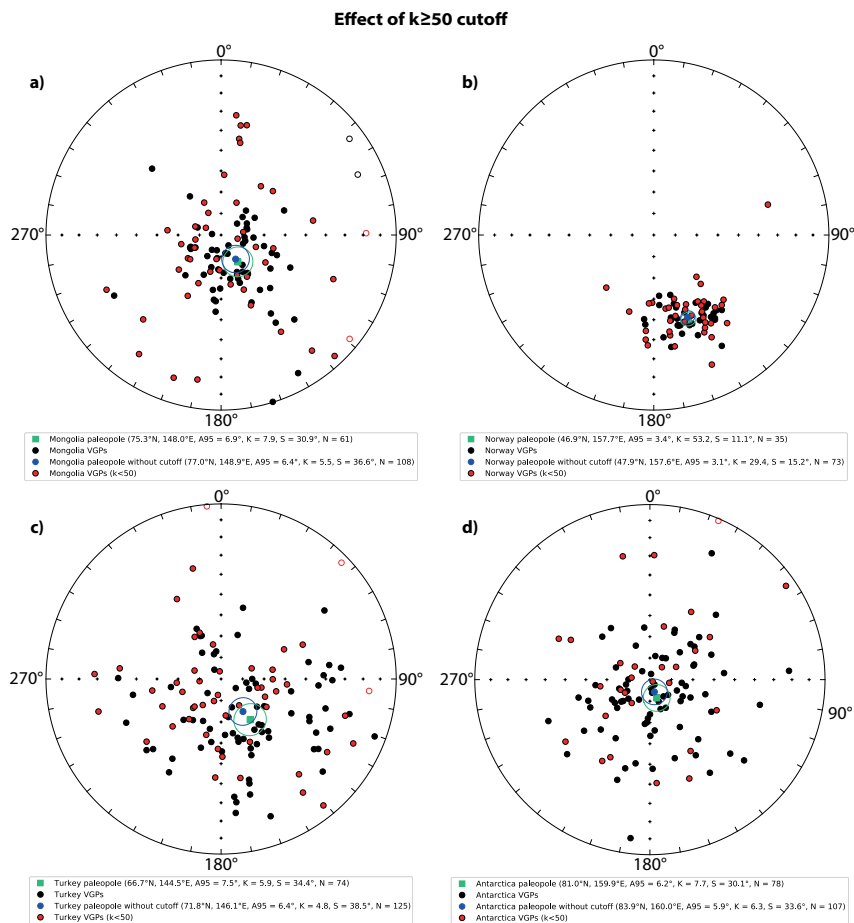 Effect of k≥50 cutoff
a)
0°
270°
90°
180°
Mongolia paleopole (75.3°N, 148.0°E, A95 = 6.9°, K = 7.9, S = 30.9°, N = 61)
Mongolia VGPs
Mongolia paleopole without cutoff (77.0°N, 148.9°E, A95 = 6.4°, K = 5.5, S = 36.6°, N = 108)
Mongolia VGPs (k<50)
b)
0°
270°
90°
180°
Norway paleopole (46.9°N, 157.7°E, A95 = 3.4°, K = 53.2, S = 11.1°, N = 35)
Norway VGPs
Norway paleopole without cutoff (47.9°N, 157.6°E, A95 = 3.1°, K = 29.4, S = 15.2°, N = 73)
Norway VGPs (k<50)
c)
0°
270°
90°
180°
Turkey paleopole (66.7°N, 144.5°E, A95 = 7.5°, K = 5.9, S = 34.4°, N = 74)
Turkey VGPs
Turkey paleopole without cutoff (71.8°N, 146.1°E, A95 = 6.4°, K = 4.8, S = 38.5°, N = 125)
Turkey VGPs (k<50)
d)
0°
270°
90°
180°
Antarctica paleopole (81.0°N, 159.9°E, A95 = 6.2°, K = 7.7, S = 30.1°, N = 78)
Antarctica VGPs
Antarctica paleopole without cutoff (83.9°N, 160.0°E, A95 = 5.9°, K = 6.3, S = 33.6°, N = 107)
Antarctica VGPs (k<50)